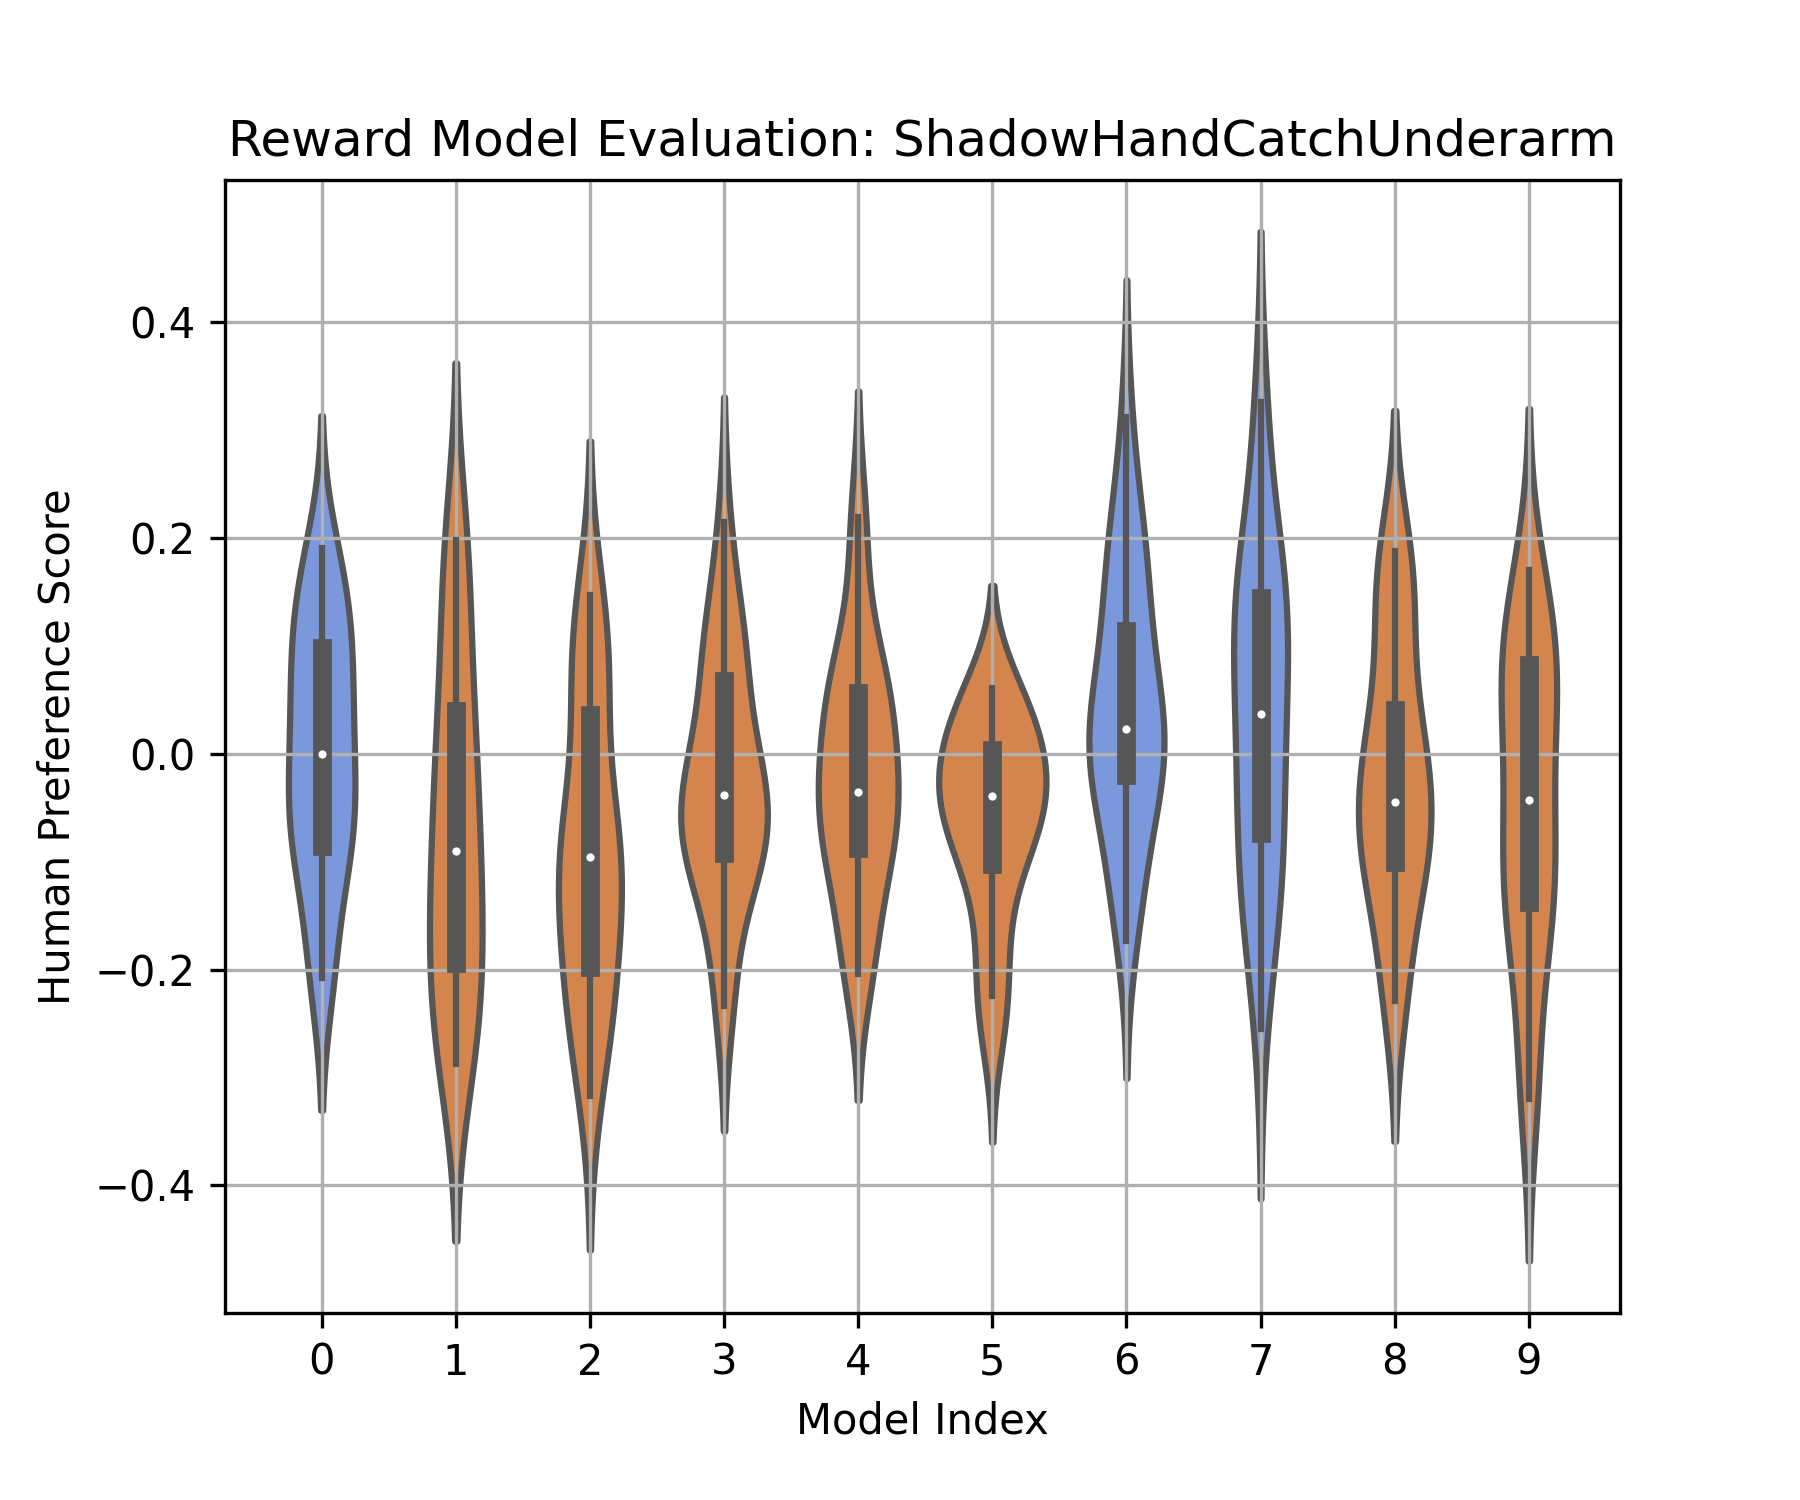 Reward Model Evaluation: ShadowHandCatchUnderarm
Human Preference Score
0.4
0.2
0.0
−0.2
−0.4
0 1 2 3 4 5 6 7 8 9
Model Index